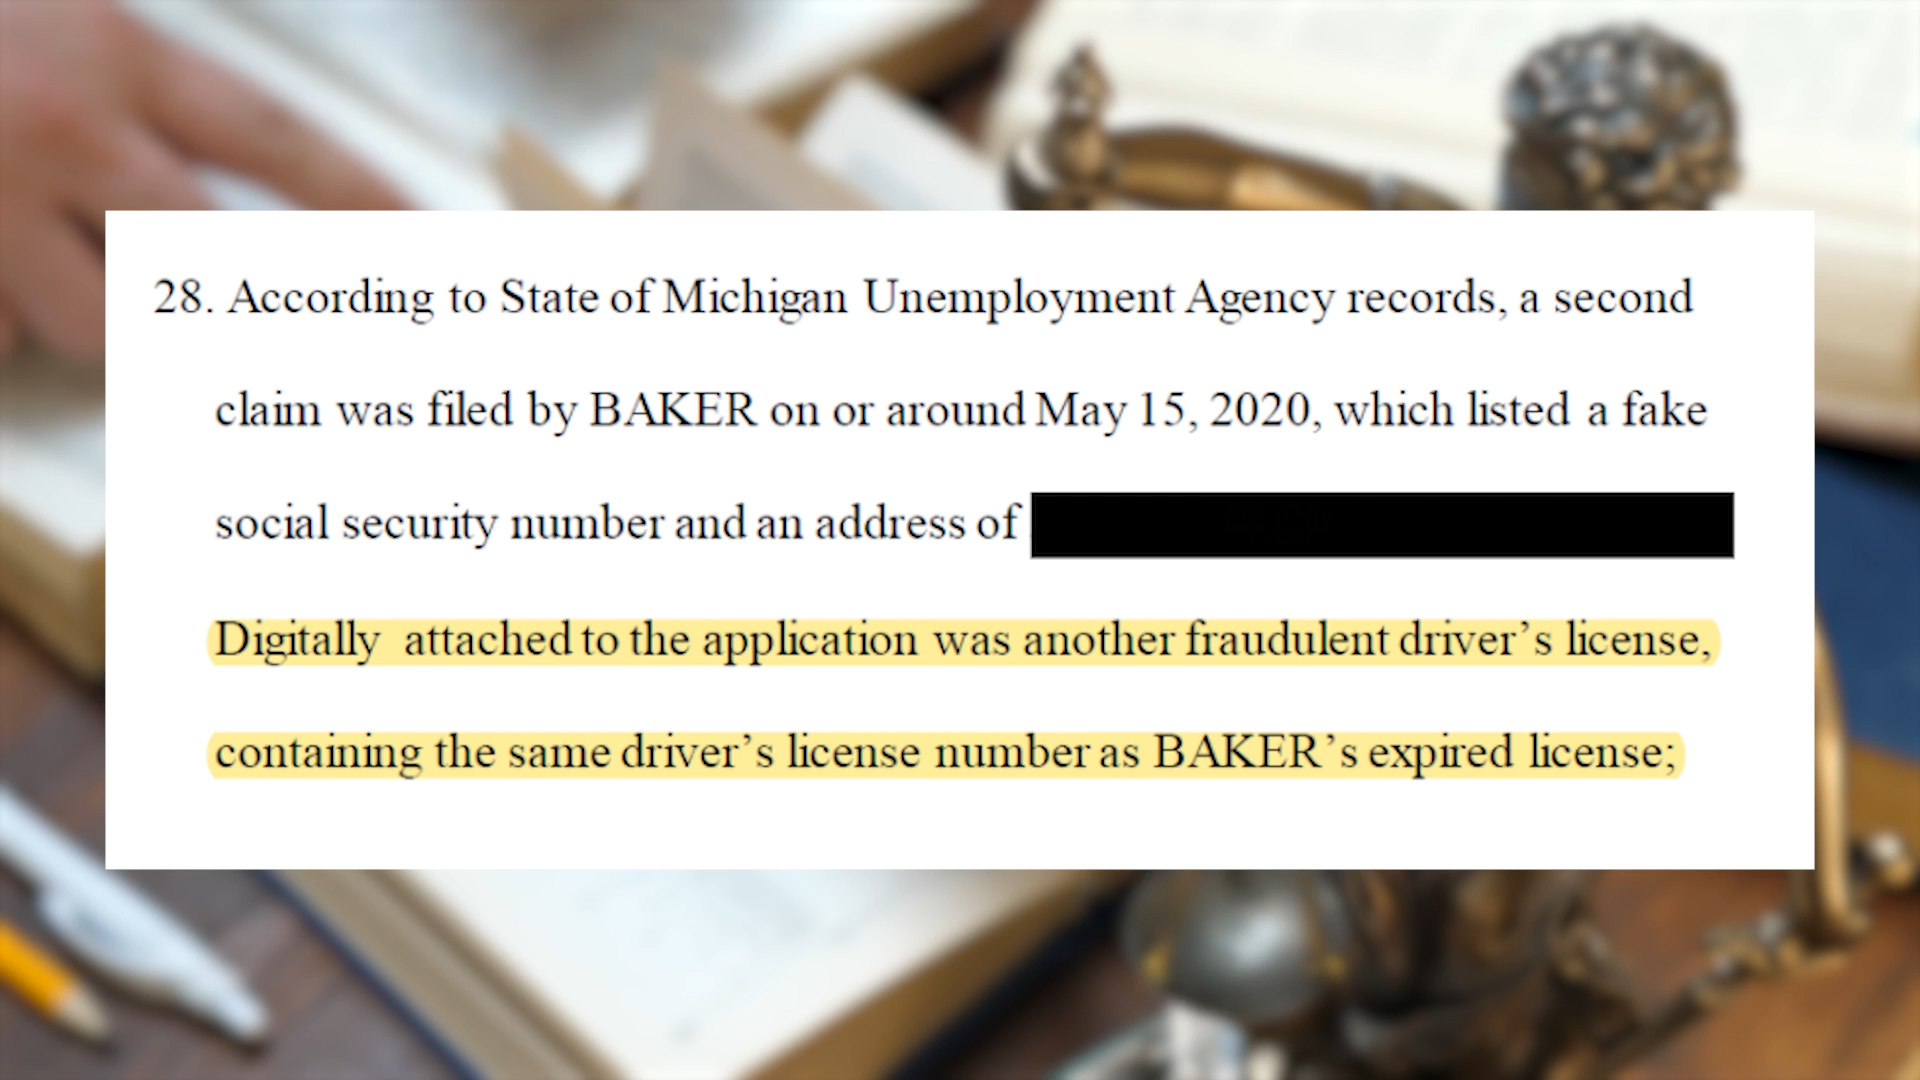 28. According to State of Michigan Unemployment Agency records, a second
claim was filed by BAKER on or around May 15, 2020, which listed a fake
social security number and an address of
Digitally attached to the application was another fraudulent driver’s license,
containing the same driver’s license number as BAKER’s expired license;